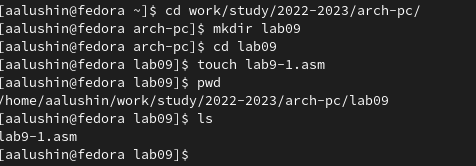 [aalushin@fedora ~]$ cd work/study/2022-2023/arch-pc/
[aalushin@fedora arch-pc]$ mkdir lab09
[aalushin@fedora arch-pc]$ cd lab09
[aalushin@fedora lab09]$ touch lab9-1.asm
[aalushin@fedora lab09]$ pwd
/home/aalushin/work/study/2022-2023/arch-pc/lab09
[aalushin@fedora lab09]$ ls
lab9-1.asm
[aalushin@fedora lab09]$